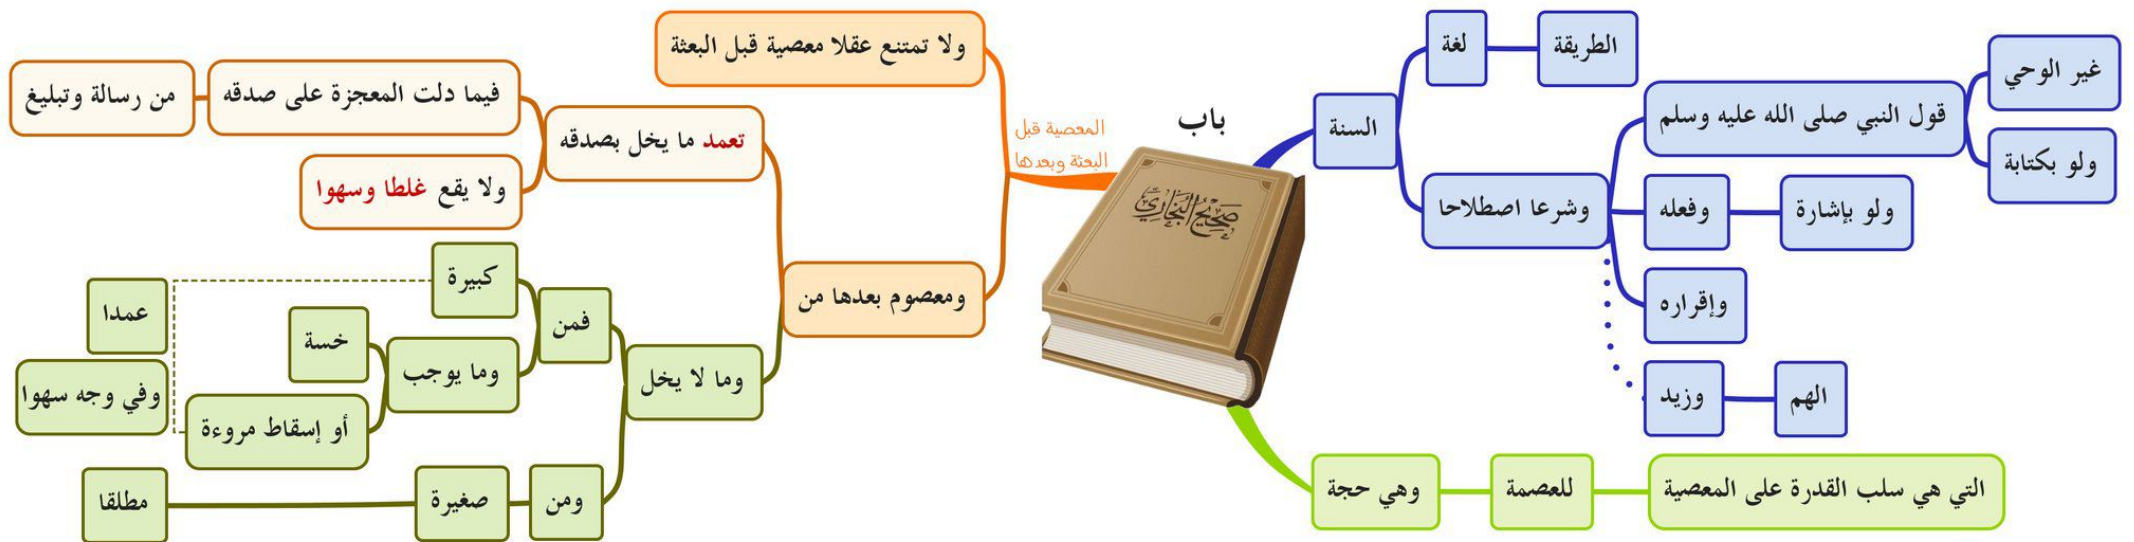 باب
صحيح البخاري
السنة
لغة
الطريقة
وشرعا اصطلاحا
قول النبي صلى الله عليه وسلم
غير الوحي
ولو بكتابة
وفعله
ولو بإشارة
وإقراره
وزيد
الهم
وهي حجة
للعصمة
التي هي سلب القدرة على المعصية
المعصية قبل
البعثة وبعدها
ولا تمتنع عقلا معصية قبل البعثة
ومعصوم بعدها من
تعمد ما يخل بصدقه
فيما دلت المعجزة على صدقه
من رسالة وتبليغ
ولا يقع غلطا وسهوا
وما لا يخل
فمن
كبيرة
وما يوجب
خسة
أو إسقاط مروءة
عمدا
وفي وجه سهوا
ومن
صغيرة
مطلقا